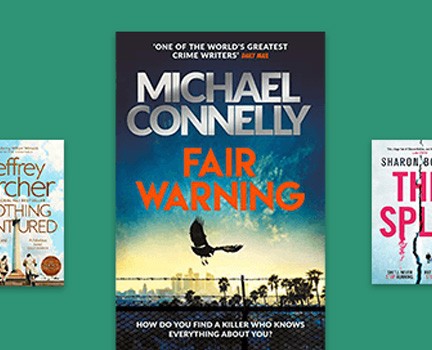 'ONE OF THE WORLD'S GREATEST
CRIME WRITERS' DAILY MAIL
MICHAEL
CONNELLY
FAIR
WARNING
HOW DO YOU FIND A KILLER WHO KNOWS
EVERYTHING ABOUT YOU?
effrey
rcher
OTHING
NTURED
SHARON BO
TH
SPL